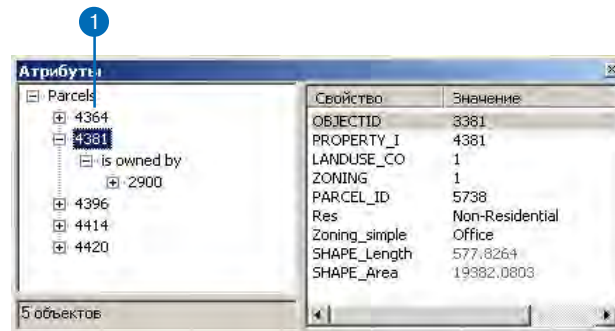 1
Атрибуты
Parcels
4364
4381
is owned by
2900
4396
4414
4420
5 объектов
Свойство Значение
OBJECTID 3381
PROPERTY_I 4381
LANDUSE_CO 1
ZONING 1
PARCEL_ID 5738
Res Non-Residential
Zoning_simple Office
SHAPE_Length 577.8264
SHAPE_Area 19382.0803